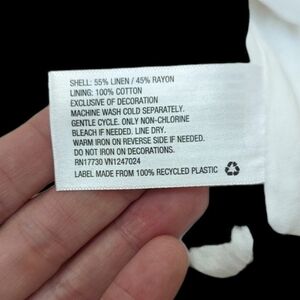 SHELL: 55% LINEN / 45% RAYON
LINING: 100% COTTON
EXCLUSIVE OF DECORATION
MACHINE WASH COLD SEPARATELY.
GENTLE CYCLE. ONLY NON-CHLORINE
BLEACH IF NEEDED. LINE DRY.
WARM IRON ON REVERSE SIDE IF NEEDED.
DO NOT IRON ON DECORATIONS.
RN17730 VN1247024
LABEL MADE FROM 100% RECYCLED PLASTIC